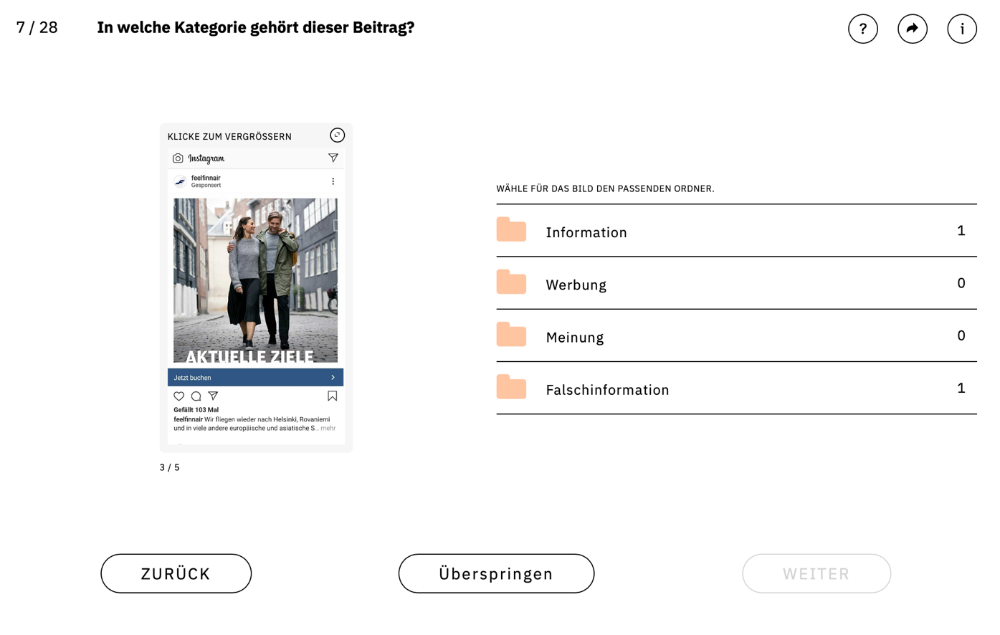 7 / 28
In welche Kategorie gehört dieser Beitrag?
?
i
KLICKE ZUM VERGRÖSSERN
Instagram
feelfinnair
Gesponsert
AKTUELLE ZIELE
Jetzt buchen
Gefällt 103 Mal
feelfinnair Wir fliegen wieder nach Helsinki, Rovaniemi
und in viele andere europäische und asiatische S... mehr
3 / 5
WÄHLE FÜR DAS BILD DEN PASSENDEN ORDNER.
Information 1
Werbung 0
Meinung 0
Falschinformation 1
ZURÜCK
Überspringen
WEITER